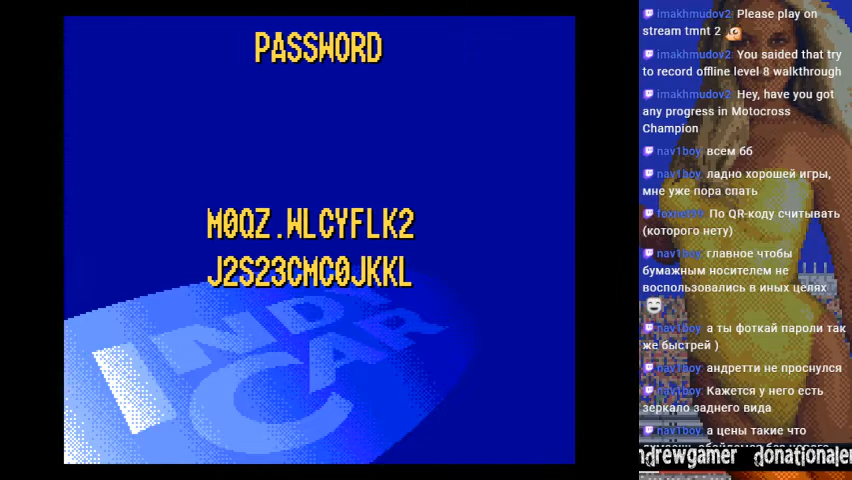 PASSWORD
M0QZ.WLCYFLK2
J2S23CMC0JKKL
INDY
CAR
imakhmudov2: Please play on
stream tmnt 2
imakhmudov2: You saided that try
to record offline level 8 walkthrough
imakhmudov2: Hey, have you got
any progress in Motocross
Champion
nav1boy: всем бб
nav1boy: ладно хорошей игры,
мне уже пора спать
По QR-коду считывать
(которого нету)
nav1boy: главное чтобы
бумажным носителем не
воспользовались в иных целях
nav1boy: а ты фоткай пароли так
же быстрей )
nav1boy: андретти не проснулся
nav1boy: Кажется у него есть
зеркало заднего вида
nav1boy: а цены такие что
ndrewgamer donationaler